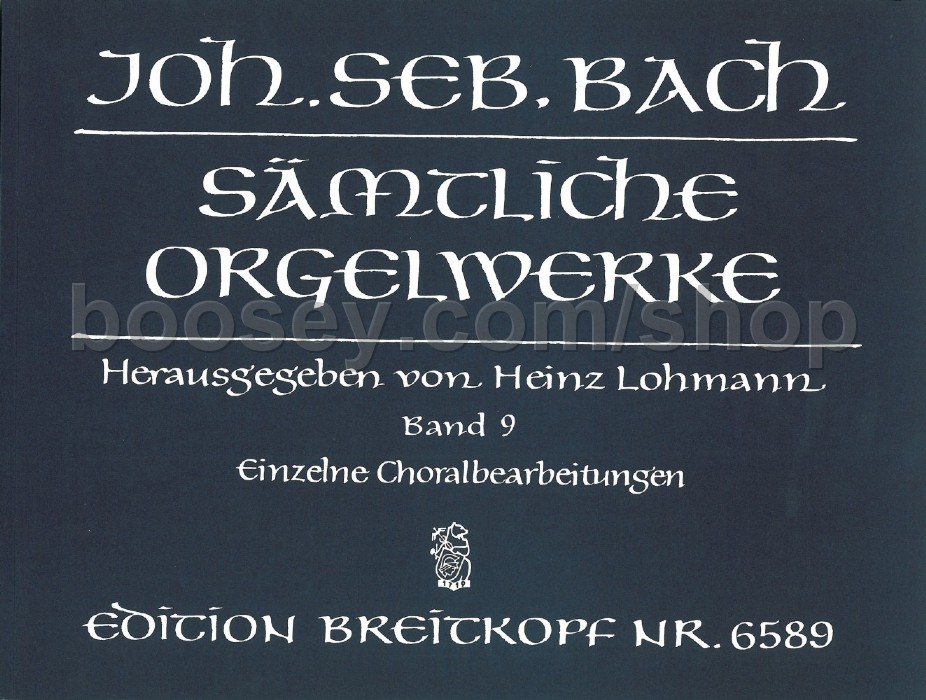 Joh. Seb. Bach
Sämtliche
Orgelwerke
boosey.com/shop
Herausgegeben von Heinz Lohmann
Band 9
Einzelne Choralbearbeitungen
1719
Edition Breitkopf Nr. 6589